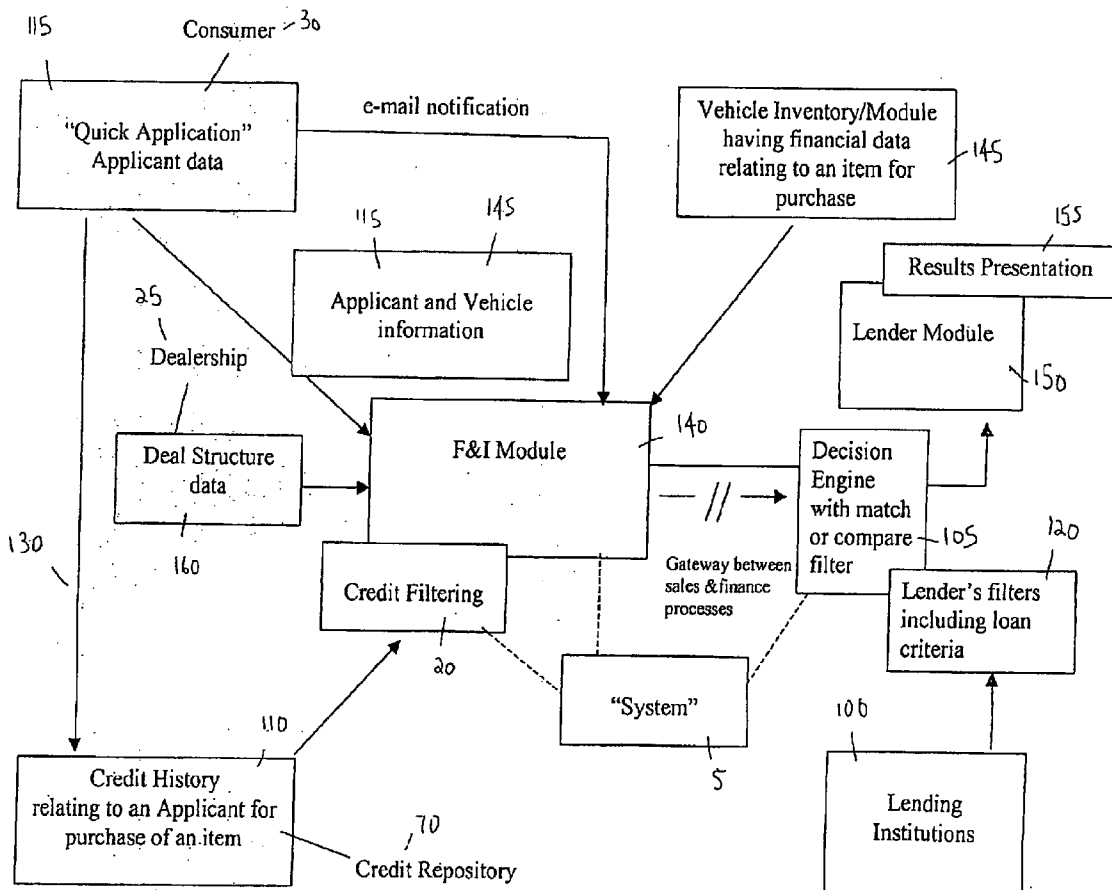 115
Consumer 30
"Quick Application"
Applicant data
e-mail notification
Vehicle Inventory/Module
having financial data
relating to an item for
purchase
145
115
145
Applicant and Vehicle
information
155
Results Presentation
Lender Module
150
25
Dealership
Deal Structure
data
160
F&I Module
140
Decision
Engine
with match
or compare
filter
105
Gateway between
sales &finance
processes
120
Lender's filters
including loan
criteria
130
Credit Filtering
20
"System"
5
110
Credit History
relating to an Applicant for
purchase of an item
70
Credit Repository
100
Lending
Institutions